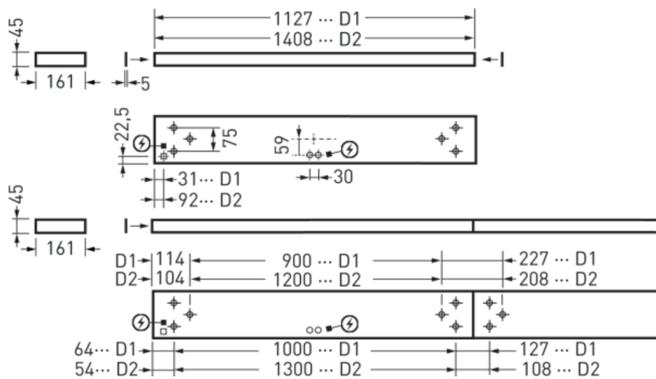 1127 ··· D1
1408 ··· D2
45
161
5
22,5
75
59
31··· D1
30
92··· D2
45
161
D1 114 900 ··· D1 227 ··· D1
D2 104 1200 ··· D2 208 ··· D2
64··· D1 1000 ··· D1 127 ··· D1
54··· D2 1300 ··· D2 108 ··· D2